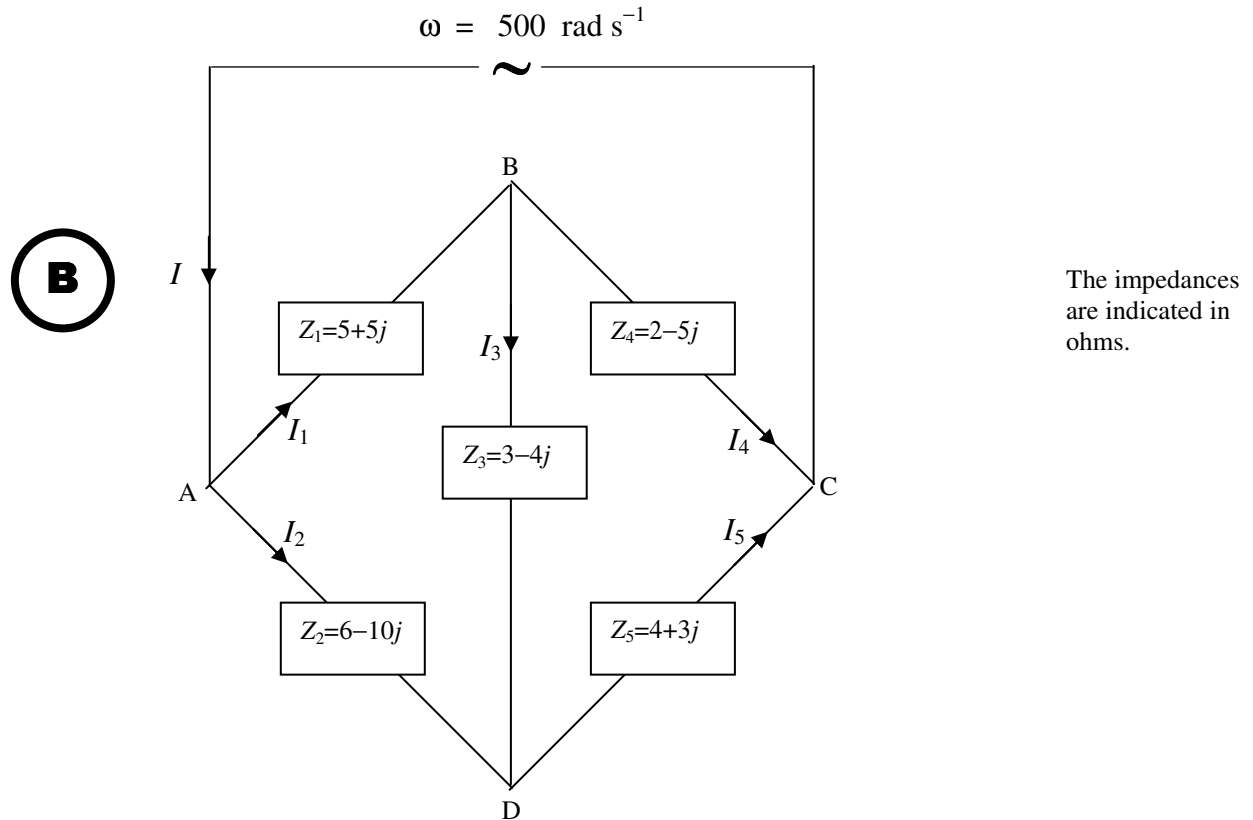 ω = 500 rad s⁻¹
~
B
B
I
Z₁=5+5j
Z₄=2−5j
The impedances
are indicated in
ohms.
I₃
I₁
Z₃=3−4j
I₄
A
C
I₂
I₅
Z₂=6−10j
Z₅=4+3j
D